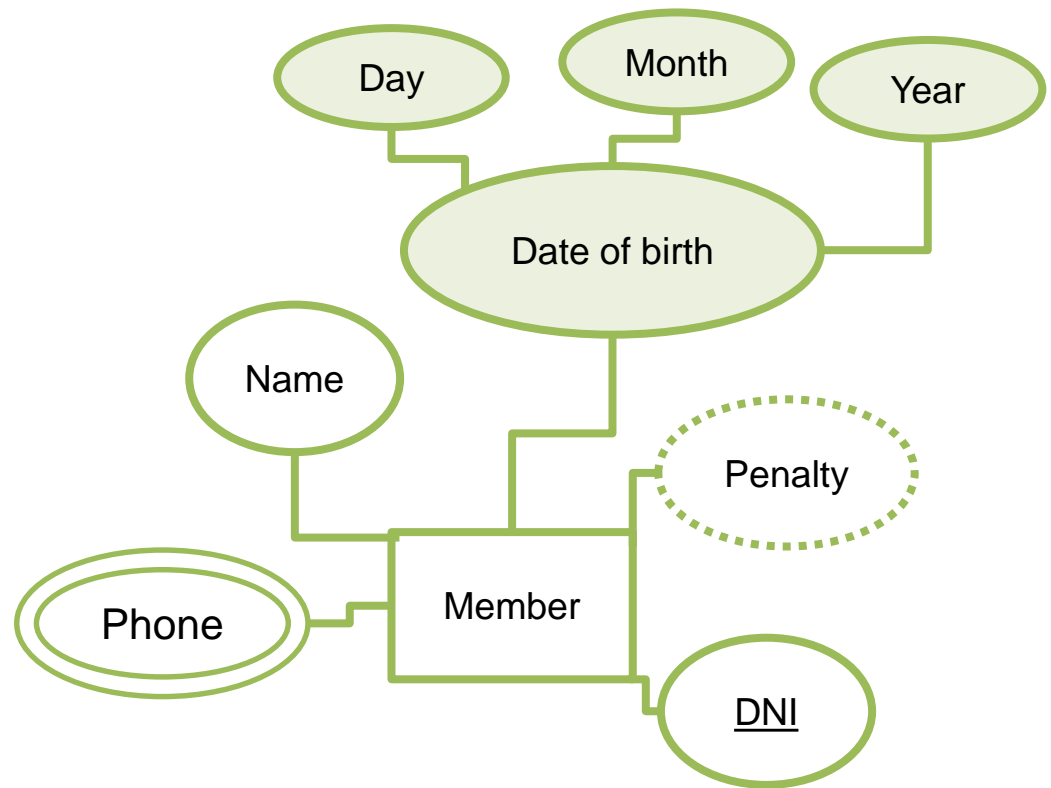 Day
Month
Year
Date of birth
Name
Penalty
Phone
Member
DNI